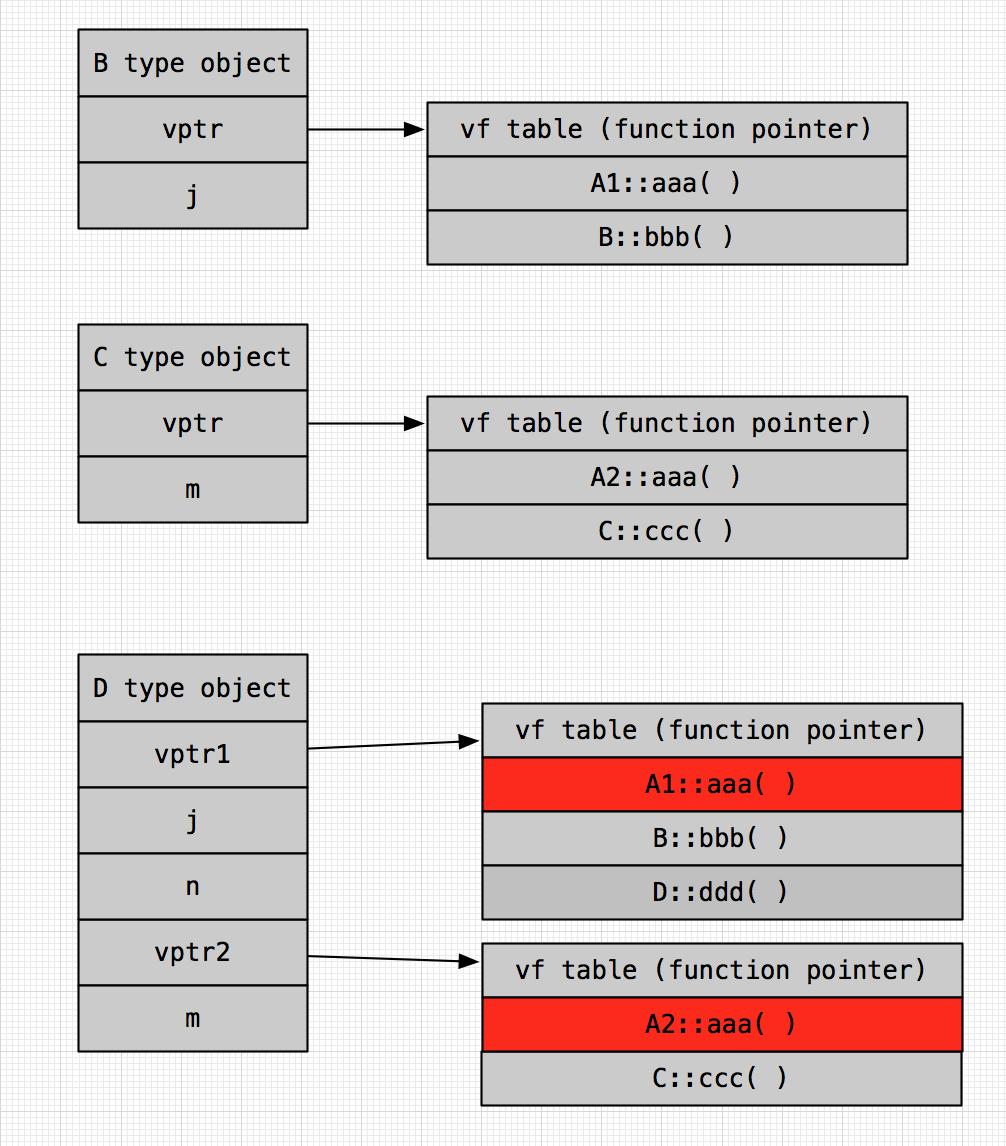 B type object
vptr
j
vf table (function pointer)
A1::aaa( )
B::bbb( )
C type object
vptr
m
vf table (function pointer)
A2::aaa( )
C::ccc( )
D type object
vptr1
j
n
vptr2
m
vf table (function pointer)
A1::aaa( )
B::bbb( )
D::ddd( )
vf table (function pointer)
A2::aaa( )
C::ccc( )